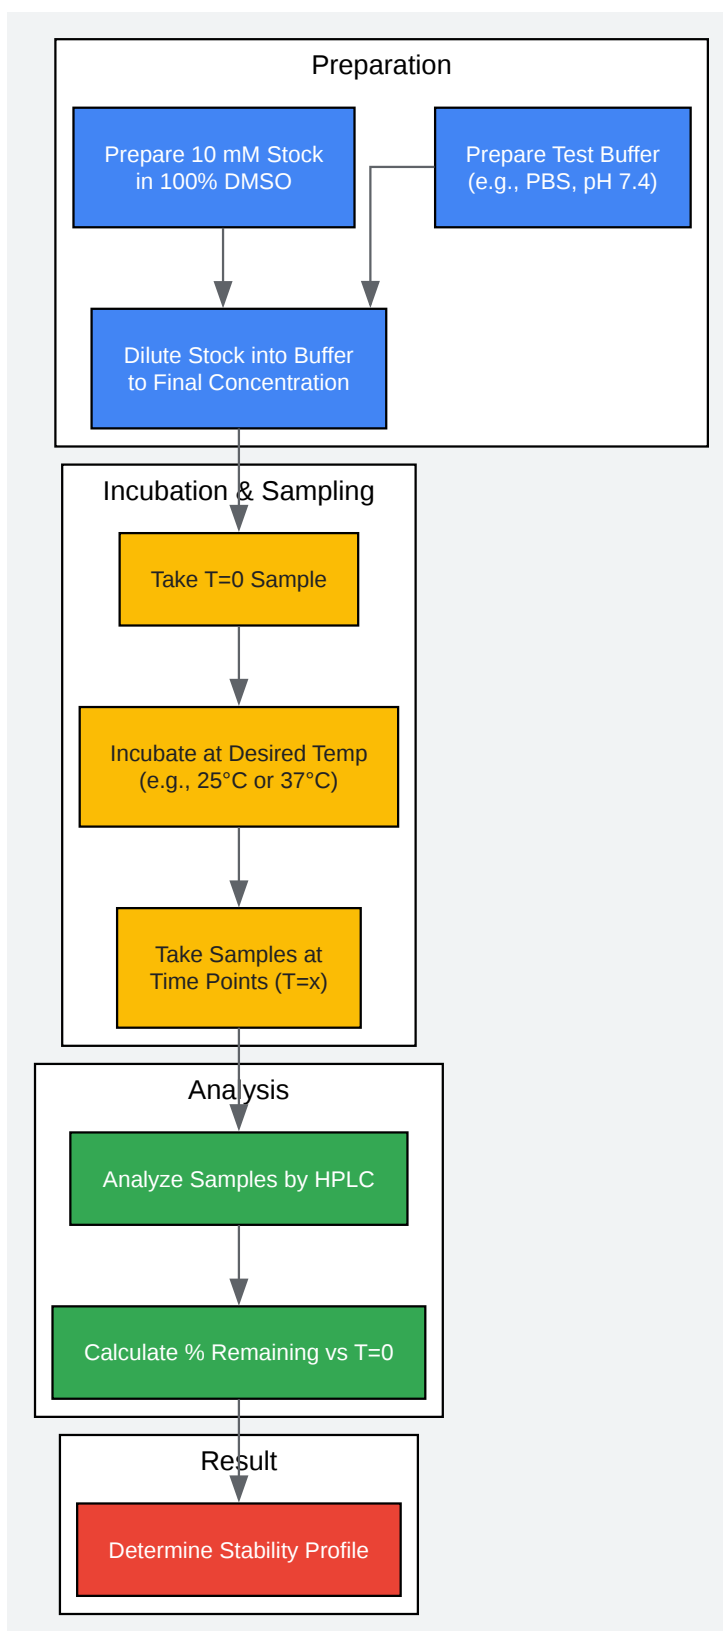 Preparation
Prepare 10 mM Stock
in 100% DMSO
Prepare Test Buffer
(e.g., PBS, pH 7.4)
Dilute Stock into Buffer
to Final Concentration
Incubation & Sampling
Take T=0 Sample
Incubate at Desired Temp
(e.g., 25°C or 37°C)
Take Samples at
Time Points (T=x)
Analysis
Analyze Samples by HPLC
Calculate % Remaining vs T=0
Result
Determine Stability Profile